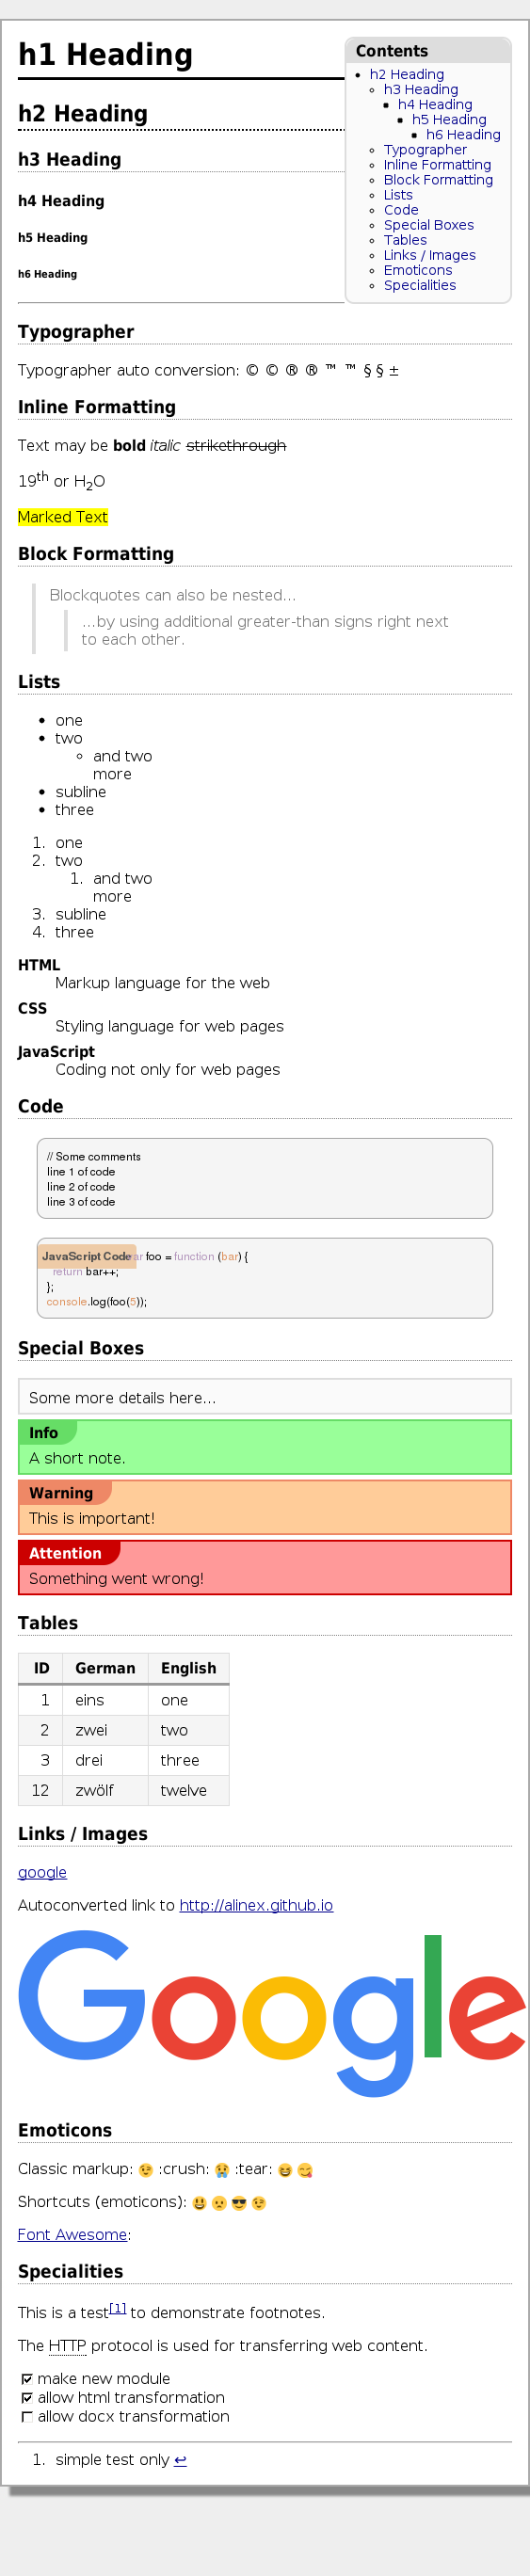 h1 Heading
Contents
• h2 Heading
◦ h3 Heading
▪ h4 Heading
▪ h5 Heading
▪ h6 Heading
◦ Typographer
◦ Inline Formatting
◦ Block Formatting
◦ Lists
◦ Code
◦ Special Boxes
◦ Tables
◦ Links / Images
◦ Emoticons
◦ Specialities
h2 Heading
h3 Heading
h4 Heading
h5 Heading
h6 Heading
Typographer
Typographer auto conversion: © © ® ® ™ ™ § § ±
Inline Formatting
Text may be bold italic strikethrough
19th or H2O
Marked Text
Block Formatting
Blockquotes can also be nested...
...by using additional greater-than signs right next
to each other.
Lists
• one
• two
◦ and two
more
• subline
• three
1. one
2. two
1. and two
more
3. subline
4. three
HTML
Markup language for the web
CSS
Styling language for web pages
JavaScript
Coding not only for web pages
Code
// Some comments
line 1 of code
line 2 of code
line 3 of code
JavaScript Code
var foo = function (bar) {
return bar++;
};
console.log(foo(5));
Special Boxes
Some more details here...
Info
A short note.
Warning
This is important!
Attention
Something went wrong!
Tables
ID German English
1 eins one
2 zwei two
3 drei three
12 zwölf twelve
Links / Images
google
Autoconverted link to http://alinex.github.io
Google
Emoticons
Classic markup: 😉 :crush: 😢 :tear: 😆 😋
Shortcuts (emoticons): 😃 😦 😎 😉
Font Awesome:
Specialities
This is a test[1] to demonstrate footnotes.
The HTTP protocol is used for transferring web content.
☑ make new module
☑ allow html transformation
☐ allow docx transformation
1. simple test only ↩